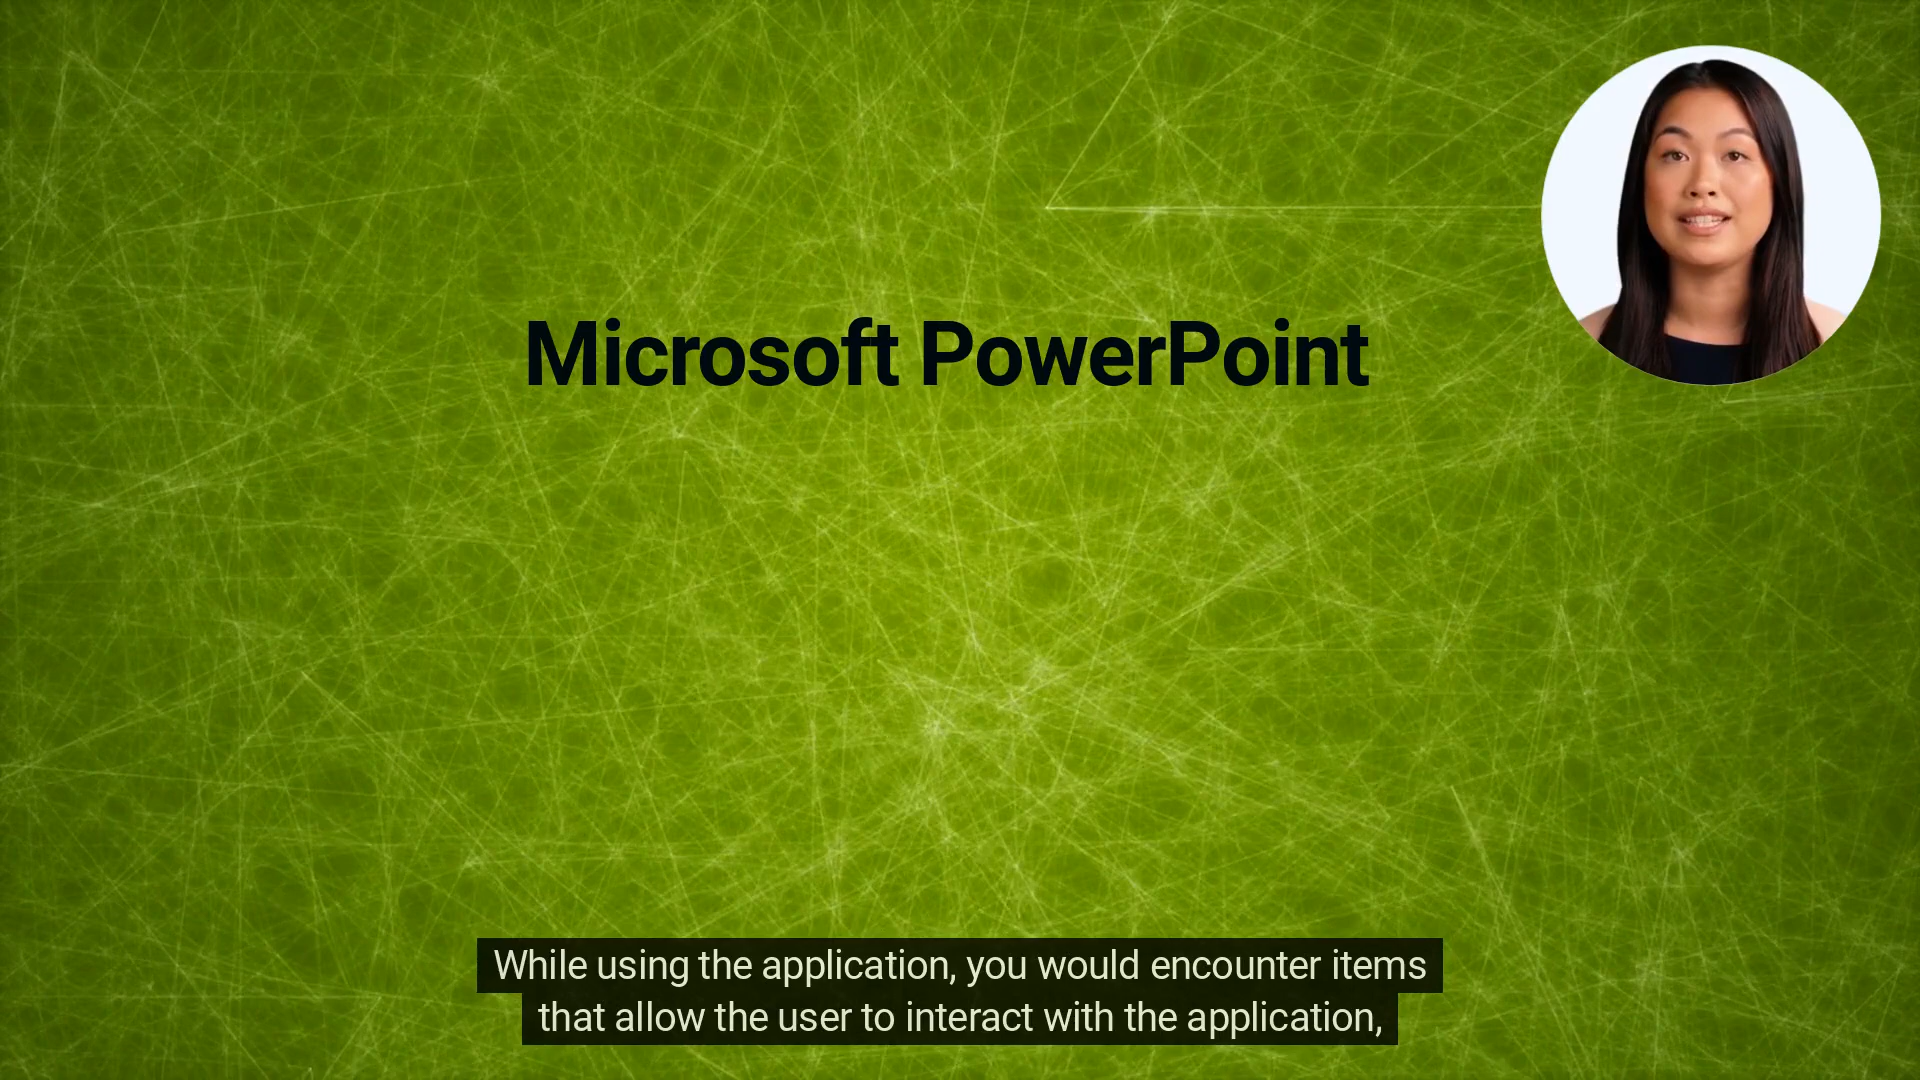 Microsoft PowerPoint
While using the application, you would encounter items
that allow the user to interact with the application,